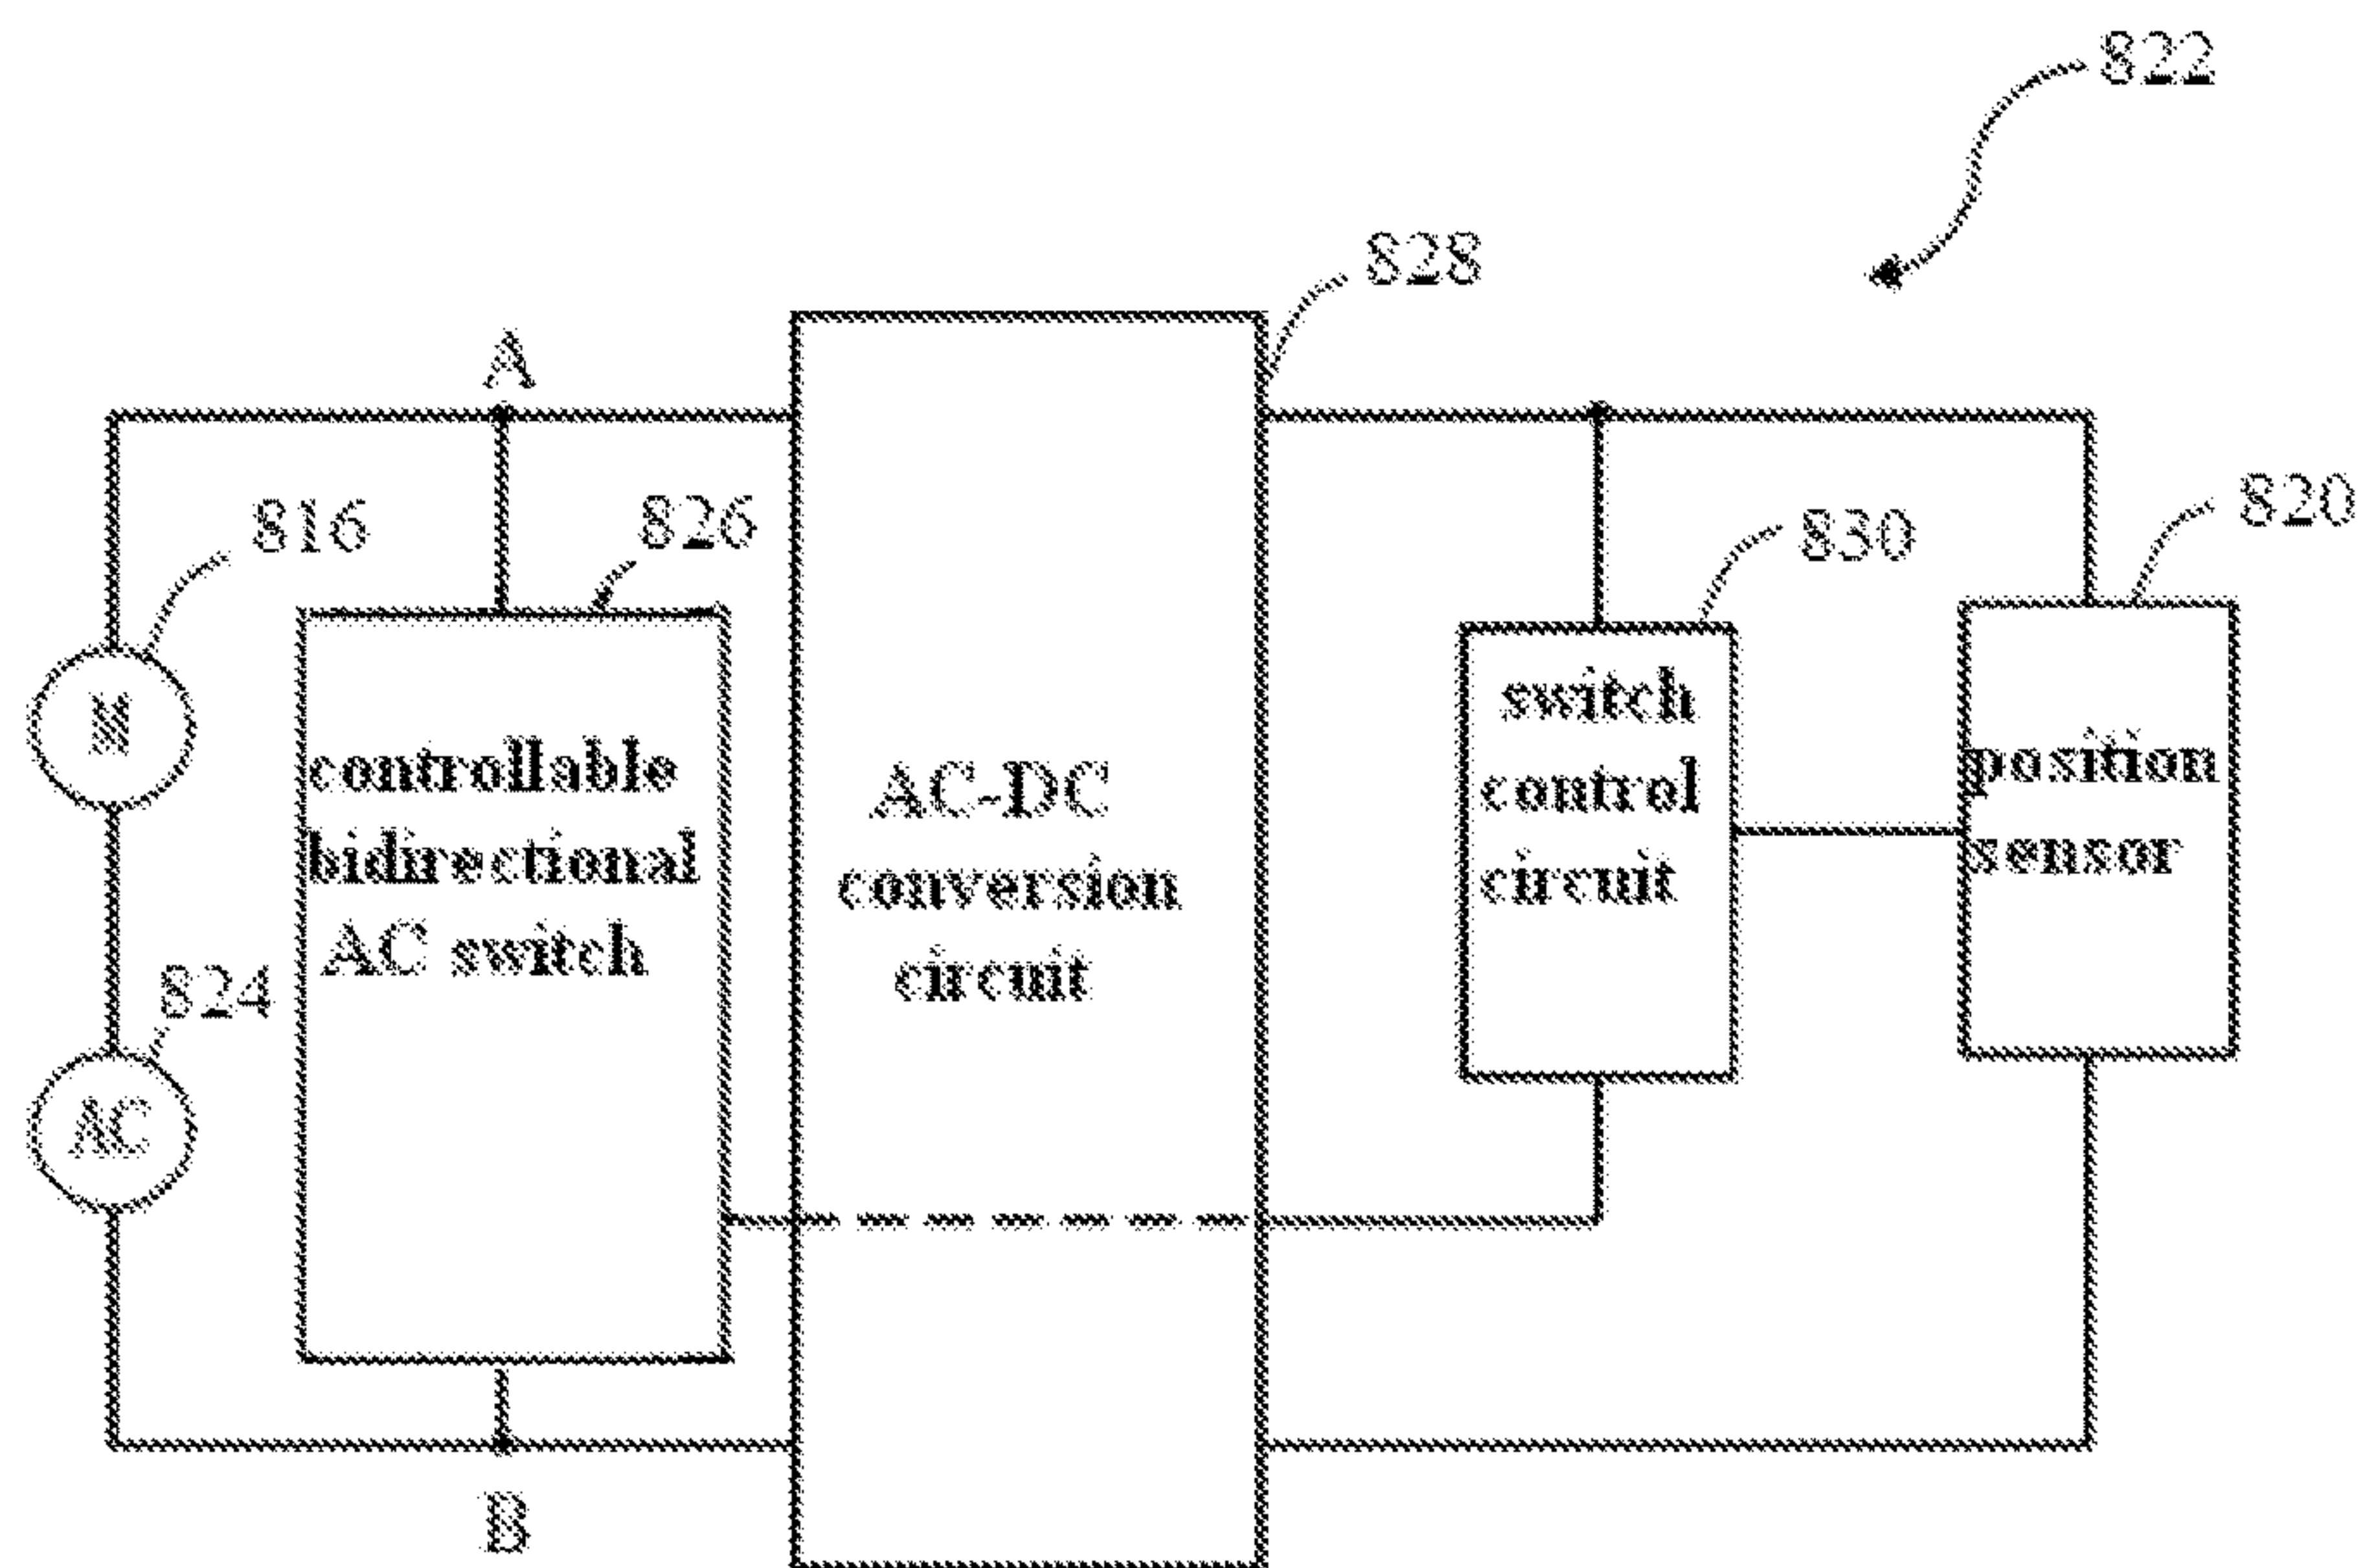 822
828
A
816
826
830
820
M
controllable
bidirectional
AC switch
824
AC
AC-DC
conversion
circuit
switch
control
circuit
position
sensor
B